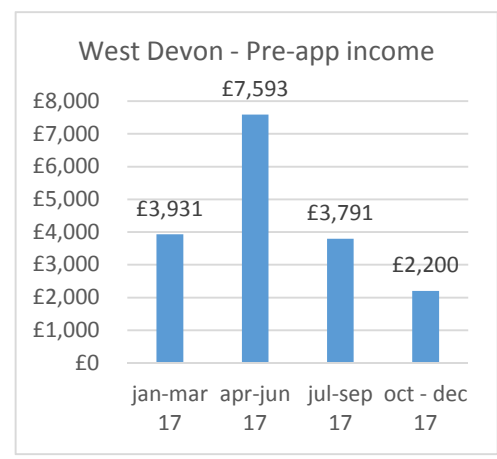 West Devon - Pre-app income
£8,000
£7,000
£6,000
£5,000
£4,000
£3,000
£2,000
£1,000
£0
£3,931
£7,593
£3,791
£2,200
jan-mar 17
apr-jun 17
jul-sep 17
oct - dec 17